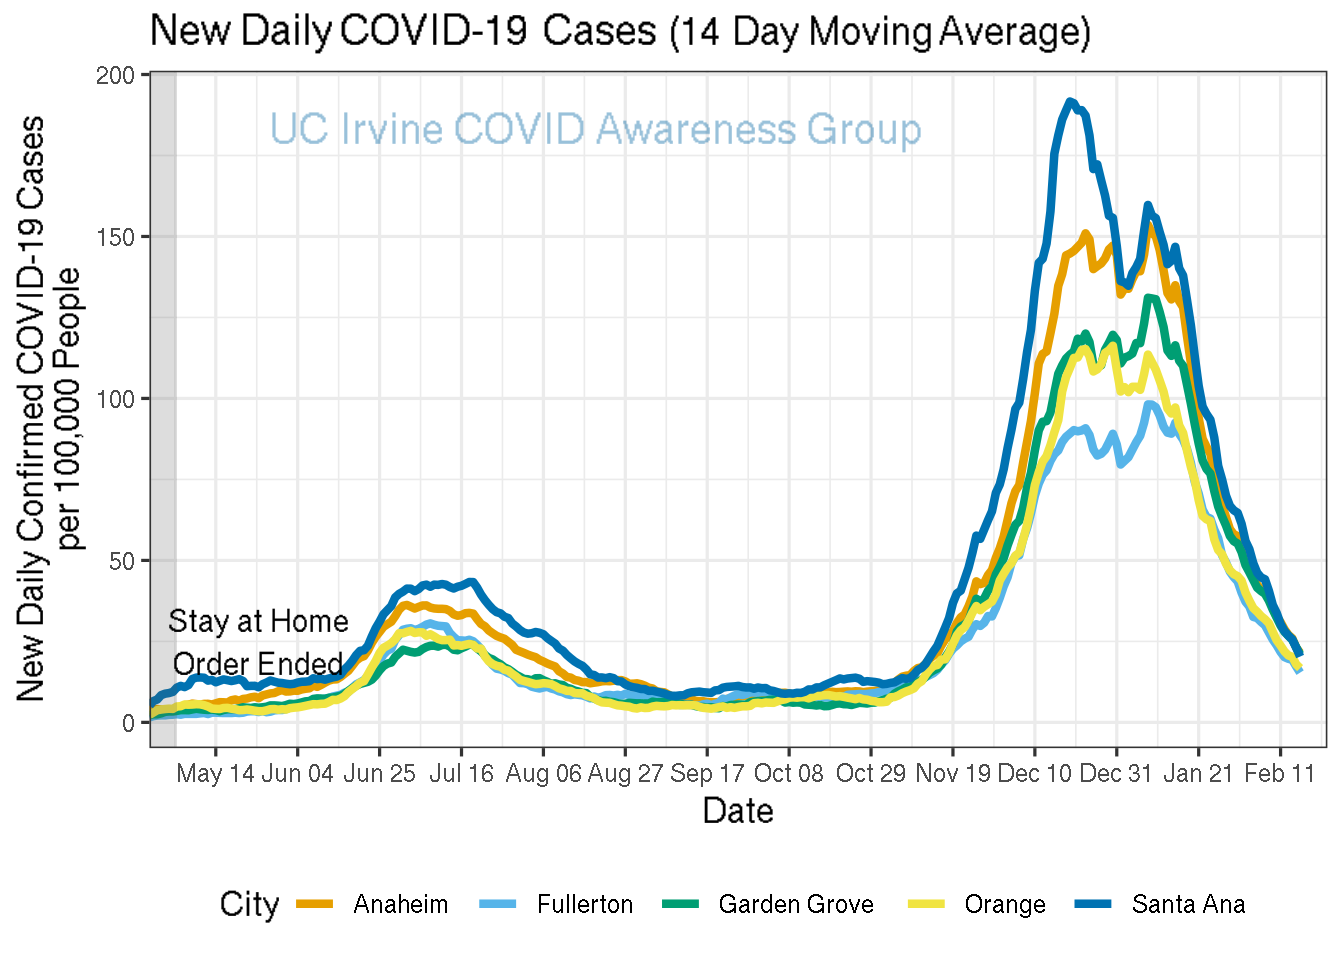 New Daily COVID-19 Cases (14 Day Moving Average)
UC Irvine COVID Awareness Group
New Daily Confirmed COVID-19 Cases
per 100,000 People
200
150
100
50
0
Stay at Home
Order Ended
May 14 Jun 04 Jun 25 Jul 16 Aug 06 Aug 27 Sep 17 Oct 08 Oct 29 Nov 19 Dec 10 Dec 31 Jan 21 Feb 11
Date
City Anaheim Fullerton Garden Grove Orange Santa Ana